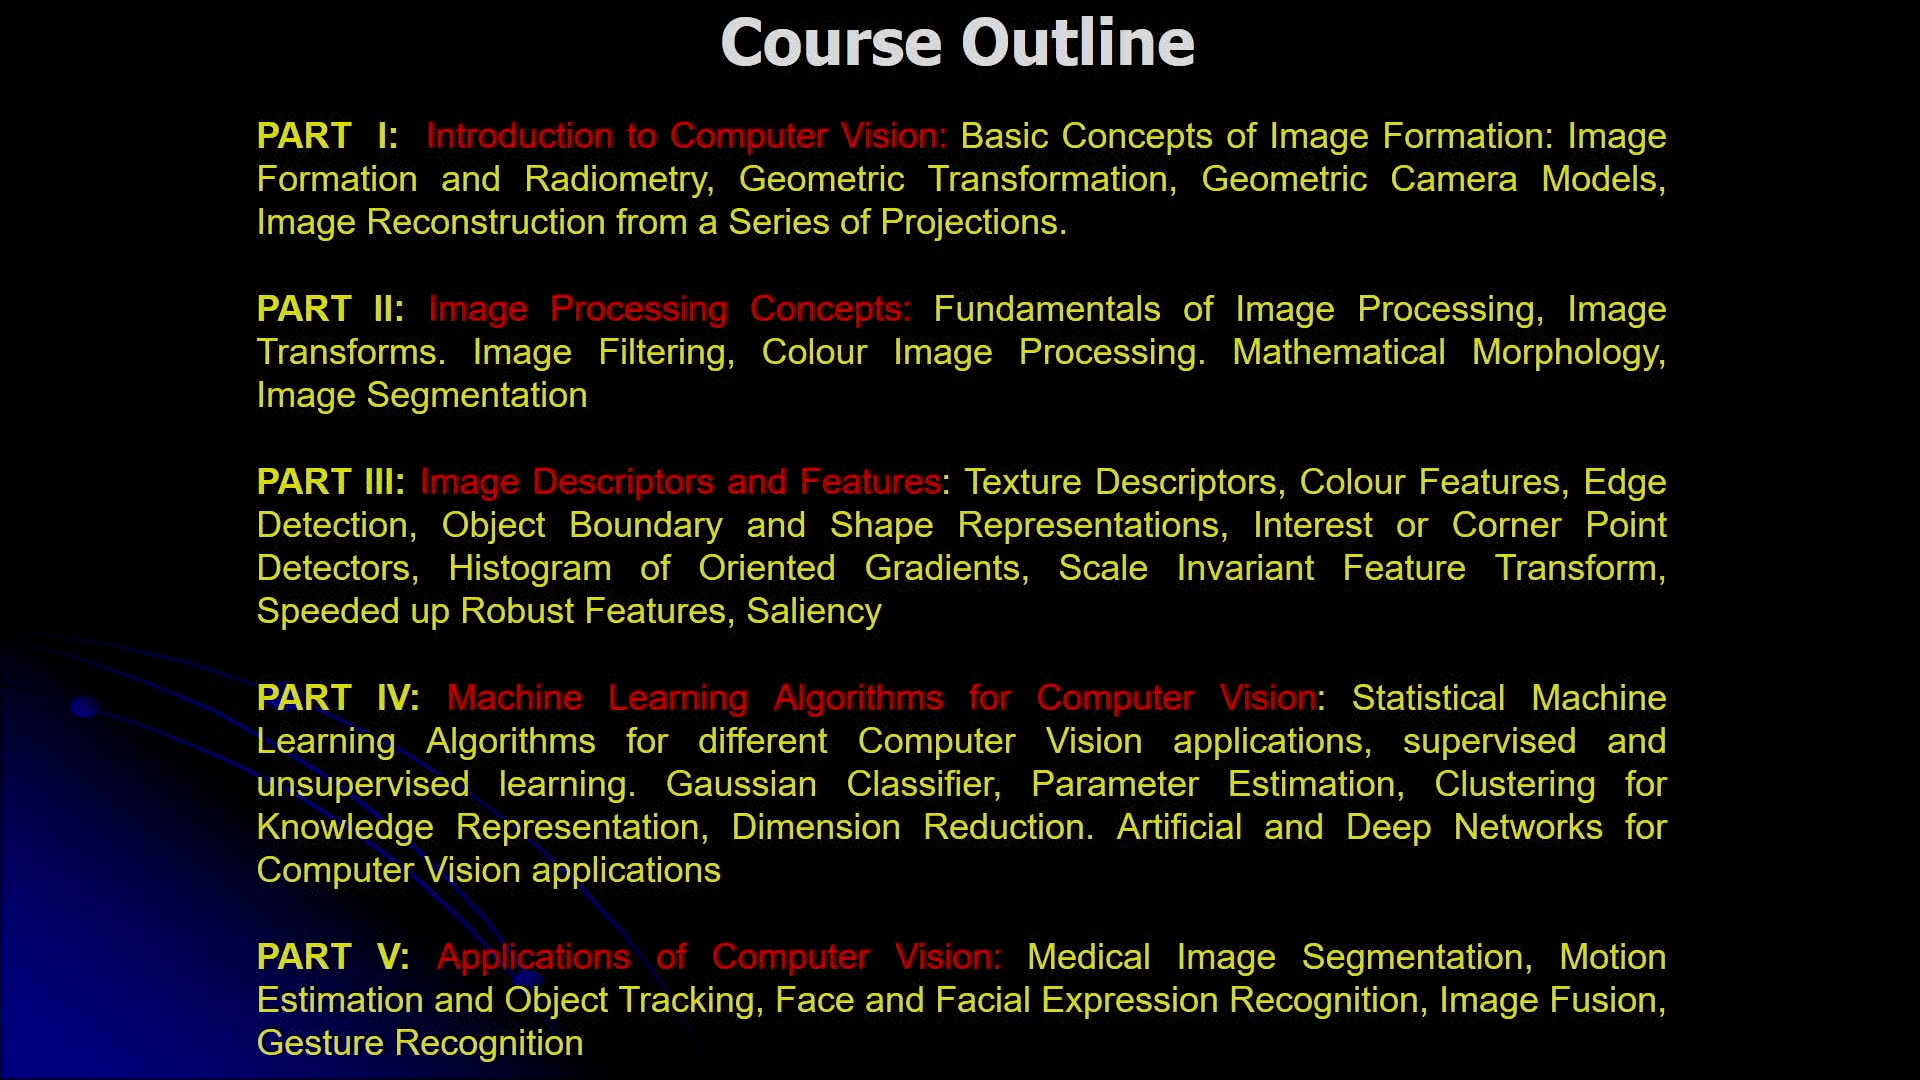 Course Outline
PART I: Introduction to Computer Vision: Basic Concepts of Image Formation: Image
Formation and Radiometry, Geometric Transformation, Geometric Camera Models,
Image Reconstruction from a Series of Projections.
PART II: Image Processing Concepts: Fundamentals of Image Processing, Image
Transforms. Image Filtering, Colour Image Processing. Mathematical Morphology,
Image Segmentation
PART III: Image Descriptors and Features: Texture Descriptors, Colour Features, Edge
Detection, Object Boundary and Shape Representations, Interest or Corner Point
Detectors, Histogram of Oriented Gradients, Scale Invariant Feature Transform,
Speeded up Robust Features, Saliency
PART IV: Machine Learning Algorithms for Computer Vision: Statistical Machine
Learning Algorithms for different Computer Vision applications, supervised and
unsupervised learning. Gaussian Classifier, Parameter Estimation, Clustering for
Knowledge Representation, Dimension Reduction. Artificial and Deep Networks for
Computer Vision applications
PART V: Applications of Computer Vision: Medical Image Segmentation, Motion
Estimation and Object Tracking, Face and Facial Expression Recognition, Image Fusion,
Gesture Recognition